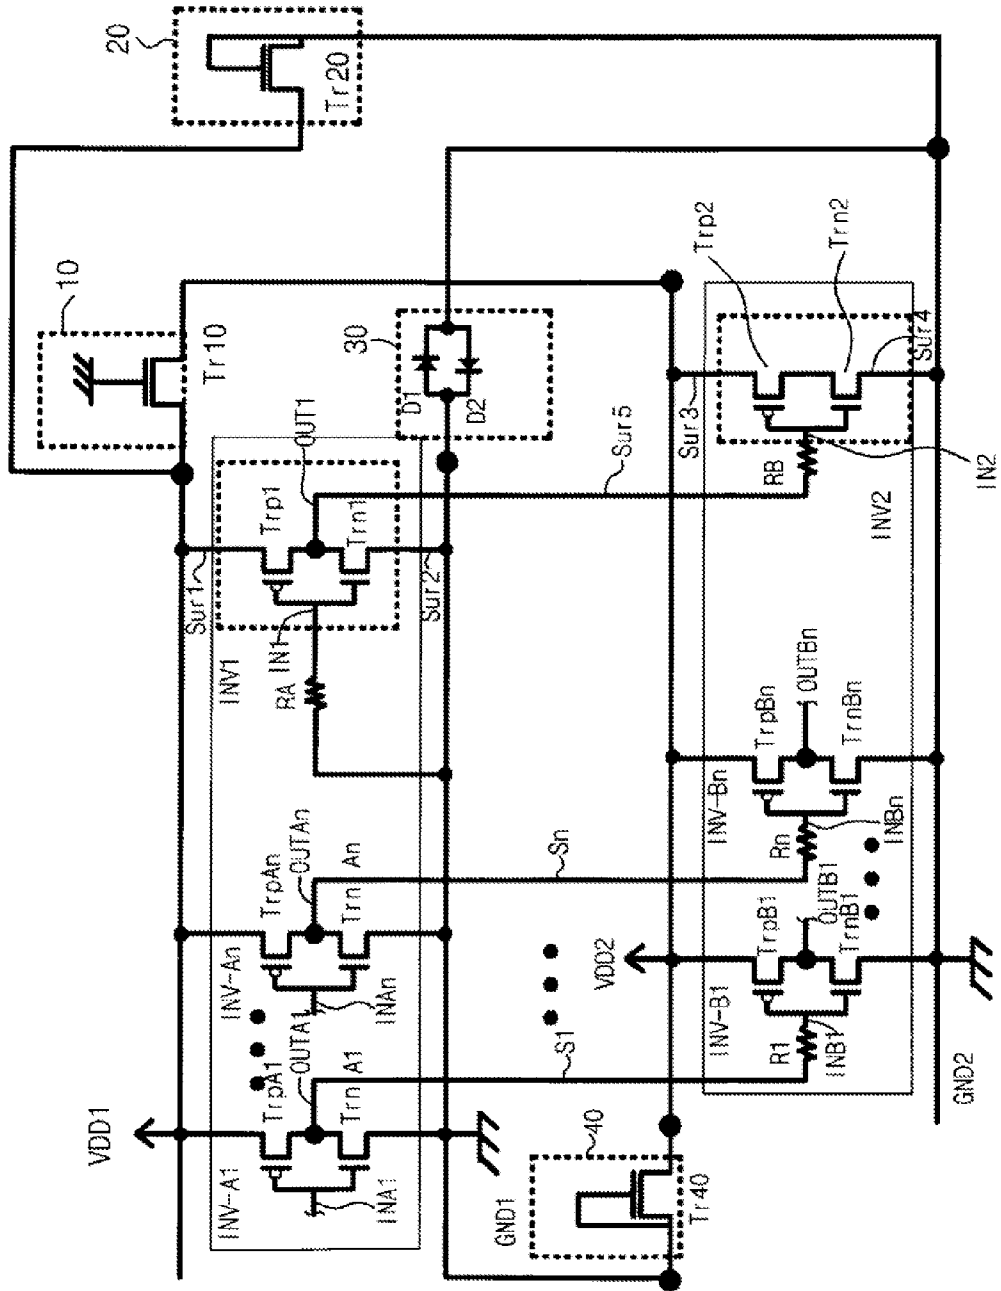 20
Tr20
10
Tr10
30
D1
D2
OUT1
Trp1
Trn1
Sur1
Sur2
IN1
INV1
RA
Sur5
Trp2
Trn2
Sur3
Sur4
RB
IN2
INV2
TrpAn
OUTAn
Trn An
INV-An
INAn
Sn
TrpBn
OUTBn
TrnBn
INV-Bn
Rn
INBn
VDD1
TrpA1
OUTA1
Trn A1
INV-A1
INA1
GND1
S1
VDD2
TrpB1
OUTB1
TrnB1
INV-B1
R1
INB1
GND2
40
Tr40